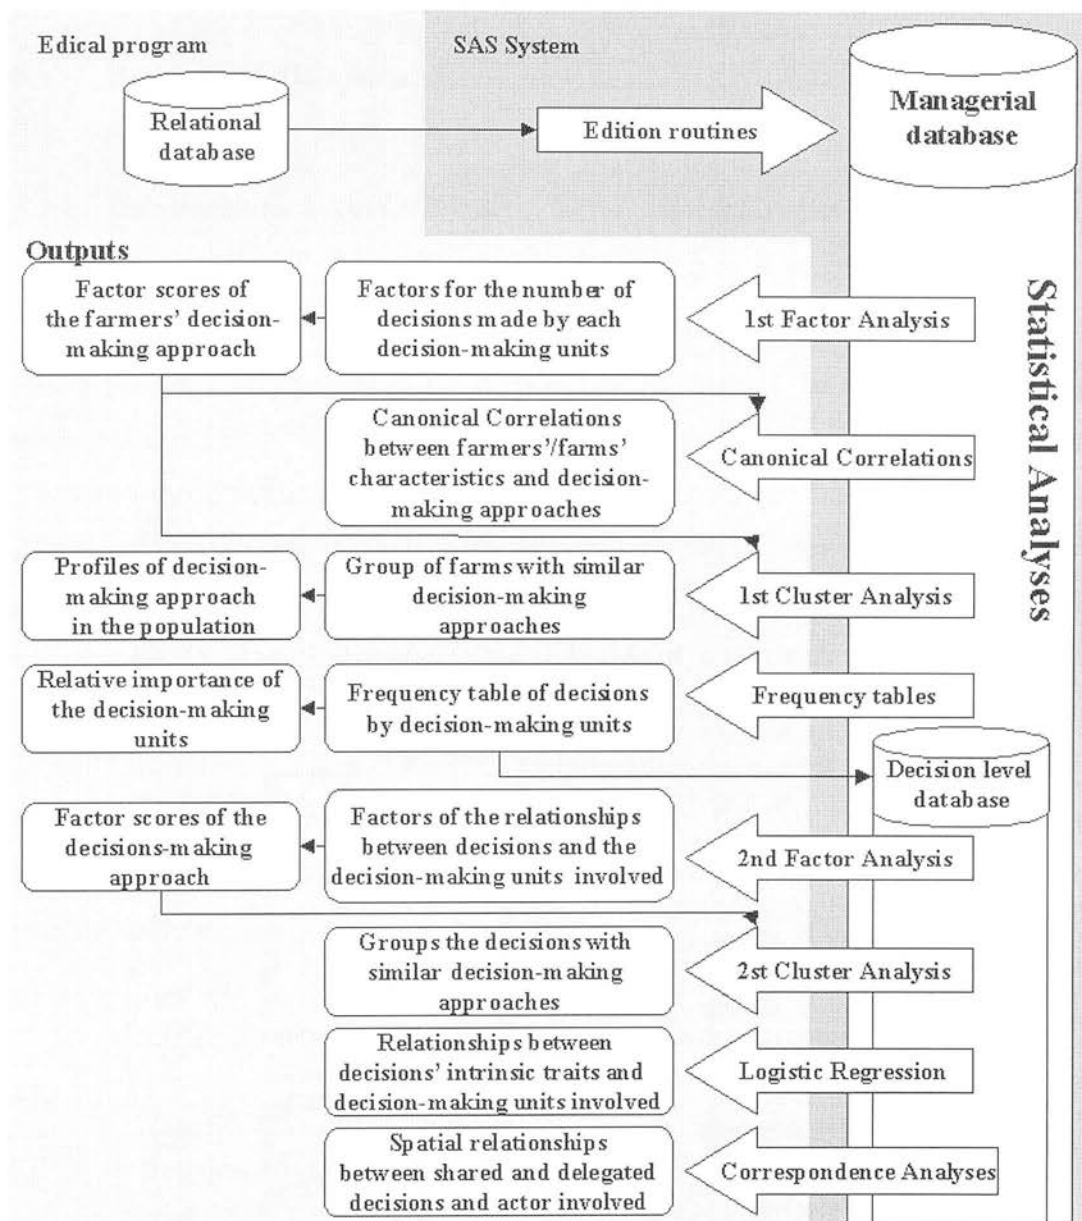 Edical program
SAS System
Relational
database
Edition routines
Managerial
database
Outputs
Statistical Analyses
Factor scores of
the farmers' decision-
making approach
Factors for the number of
decisions made by each
decision-making units
1st Factor Analysis
Canonical Correlations
between farmers'/farms'
characteristics and decision-
making approaches
Canonical Correlations
Profiles of decision-
making approach
in the population
Group of farms with similar
decision-making
approaches
1st Cluster Analysis
Relative importance of
the decision-making
units
Frequency table of decisions
by decision-making units
Frequency tables
Decision level
database
Factor scores of the
decisions-making
approach
Factors of the relationships
between decisions and the
decision-making units involved
2nd Factor Analysis
Groups the decisions with
similar decision-making
approaches
2st Cluster Analysis
Relationships between
decisions' intrinsic traits and
decision-making units involved
Logistic Regression
Spatial relationships
between shared and delegated
decisions and actor involved
Correspondence Analyses